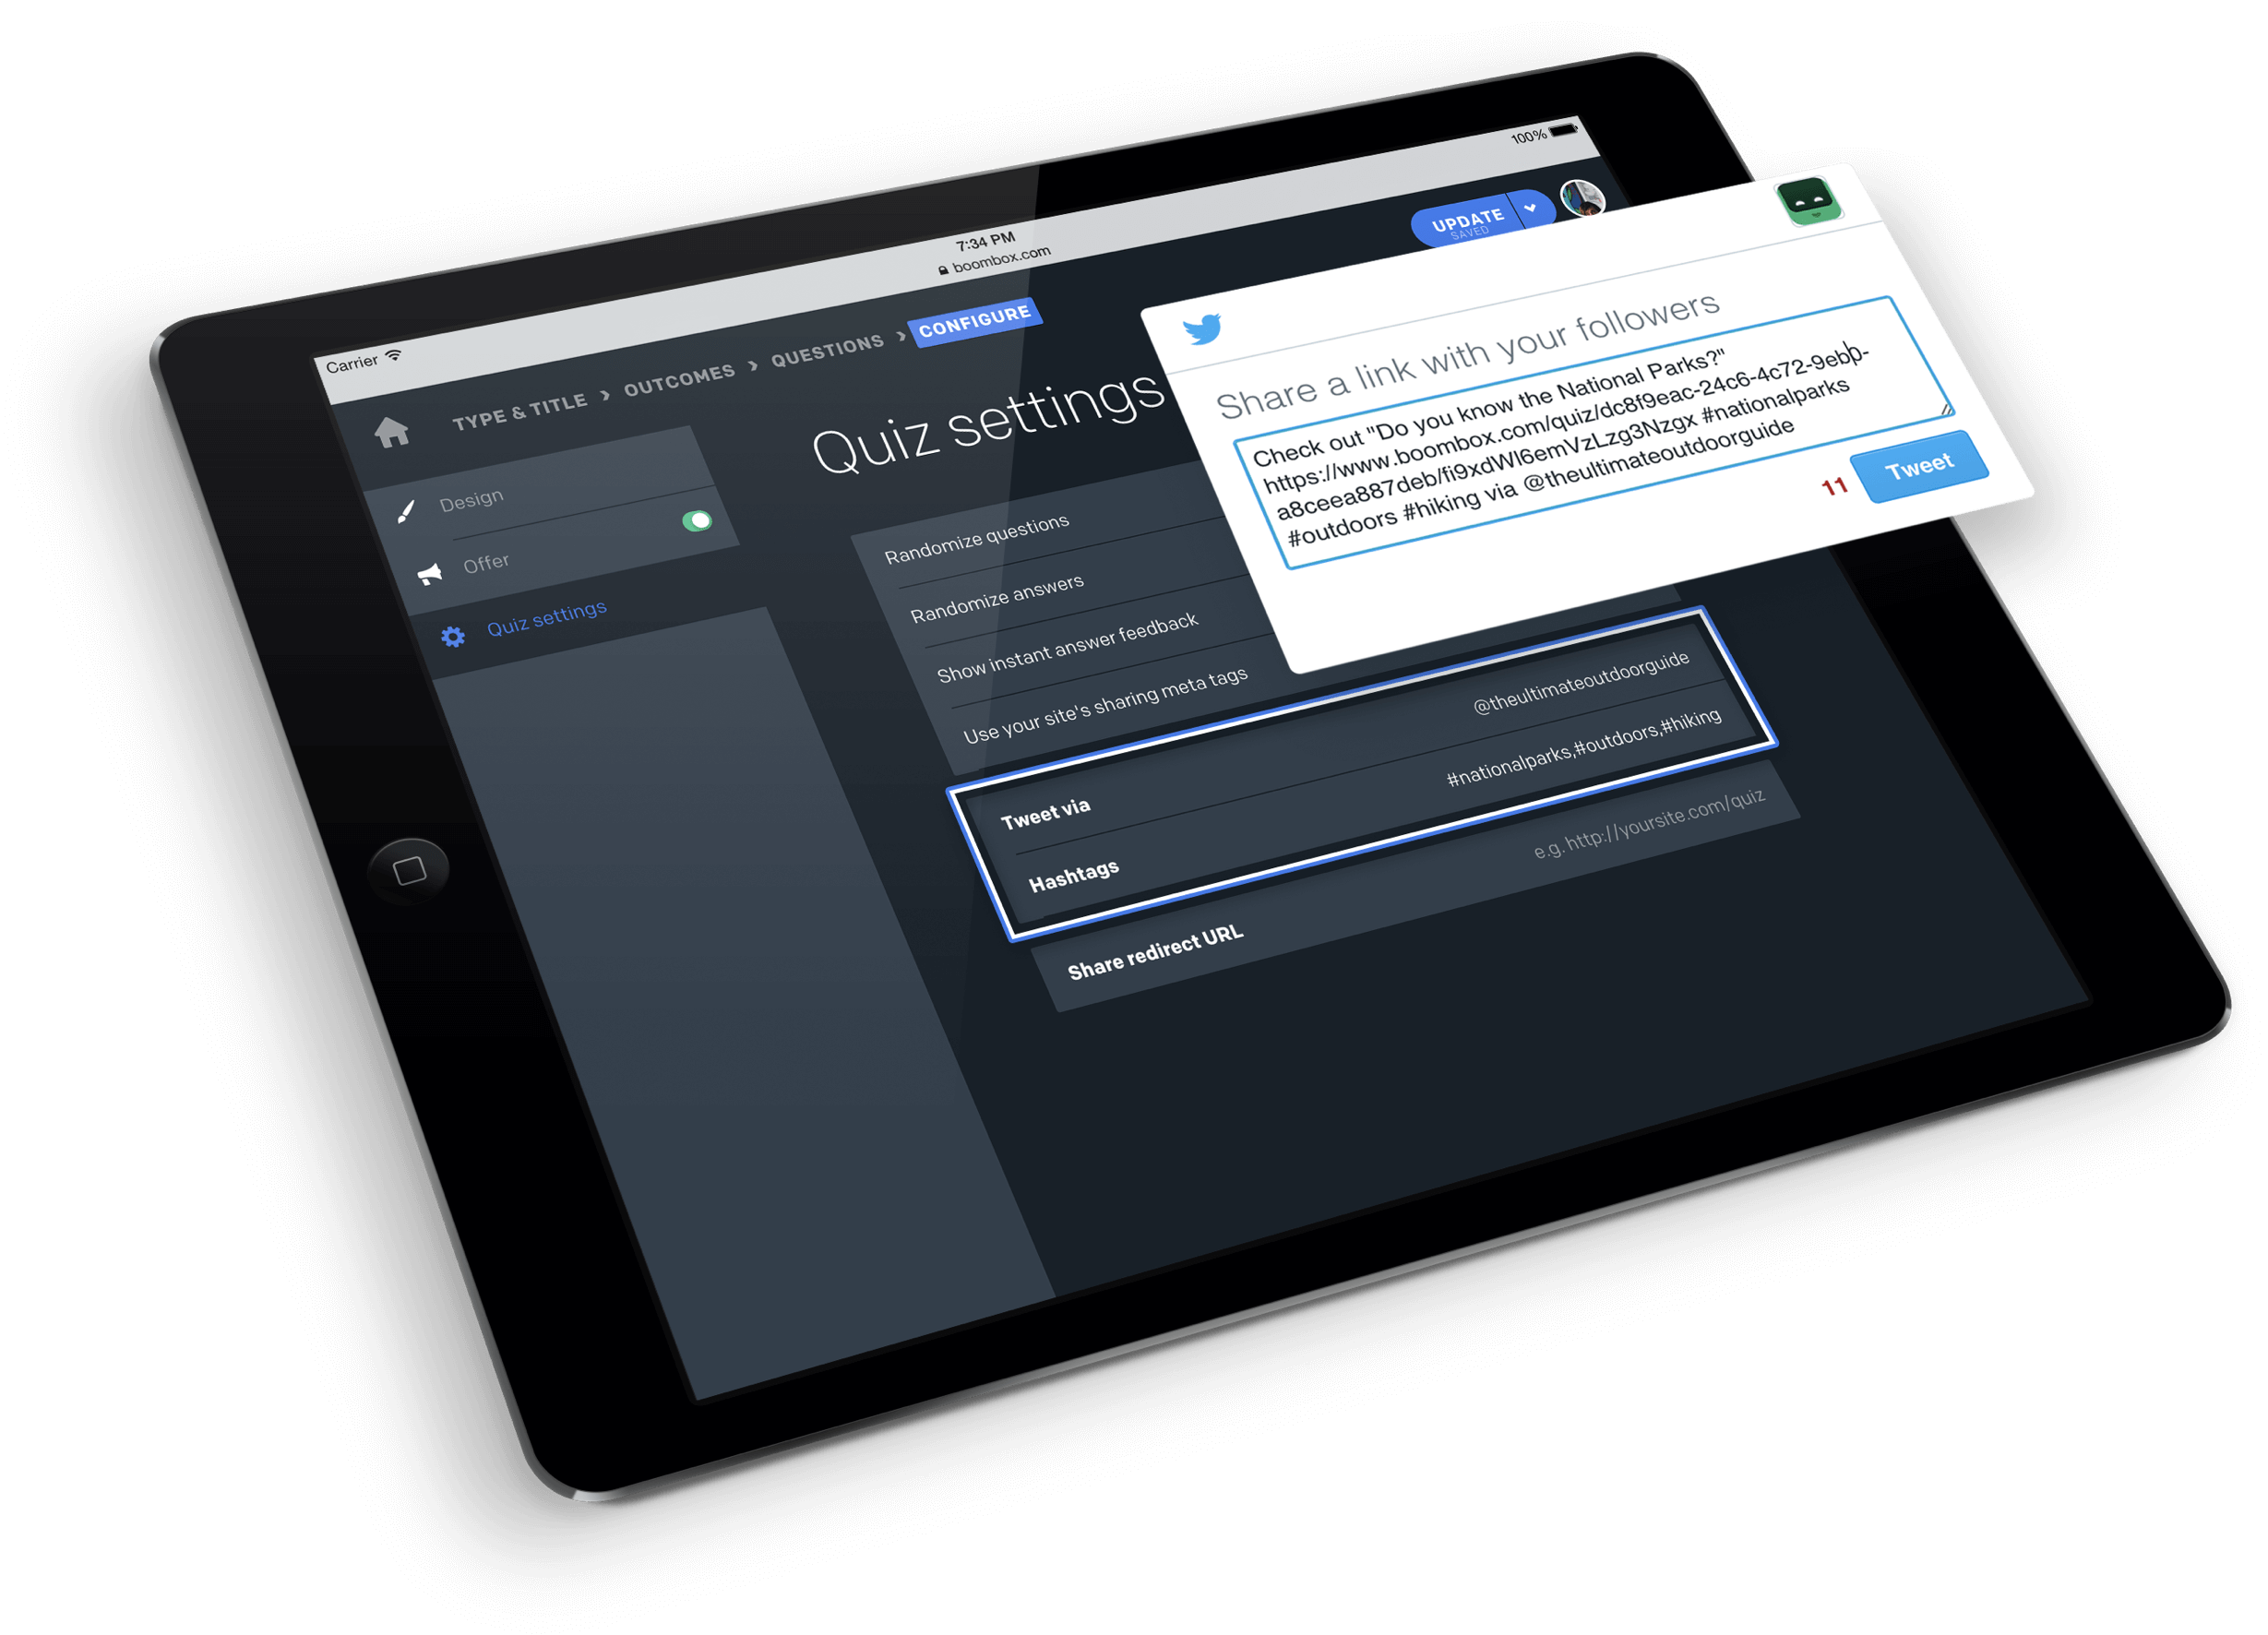 Carrier
7:34 PM
boombox.com
100%
TYPE & TITLE › OUTCOMES › QUESTIONS › CONFIGURE
UPDATE
SAVED
Design
Offer
Quiz settings
Quiz settings
Randomize questions
Randomize answers
Show instant answer feedback
Use your site's sharing meta tags
Tweet via
@theultimateoutdoorguide
Hashtags
#nationalparks,#outdoors,#hiking
Share redirect URL
e.g. http://yoursite.com/quiz
Share a link with your followers
Check out "Do you know the National Parks?"
https://www.boombox.com/quiz/dc8f9eac-24c6-4c72-9ebb-
a8ceea887deb/fi9xdWl6emVzLzg3Nzgx #nationalparks
#outdoors #hiking via @theultimateoutdoorguide
11
Tweet